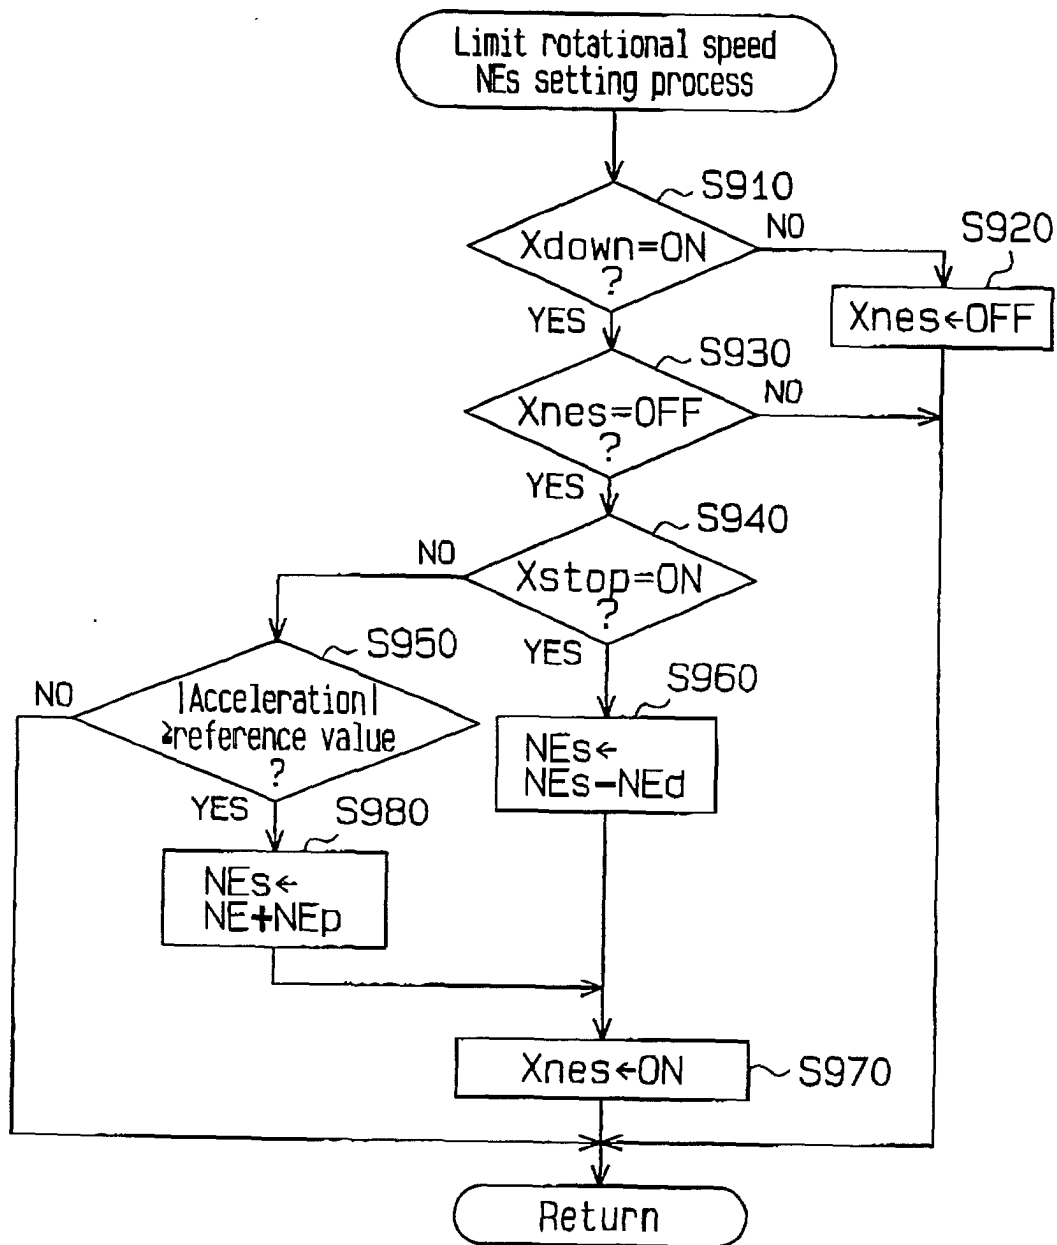 Limit rotational speed
NEs setting process
S910
Xdown=ON
?
NO
YES
S920
Xnes←OFF
S930
Xnes=OFF
?
NO
YES
S940
Xstop=ON
?
NO
YES
S950
|Acceleration|
≧reference value
?
NO
YES
S960
NEs←
NEs-NEd
S980
NEs←
NE+NEp
Xnes←ON
S970
Return